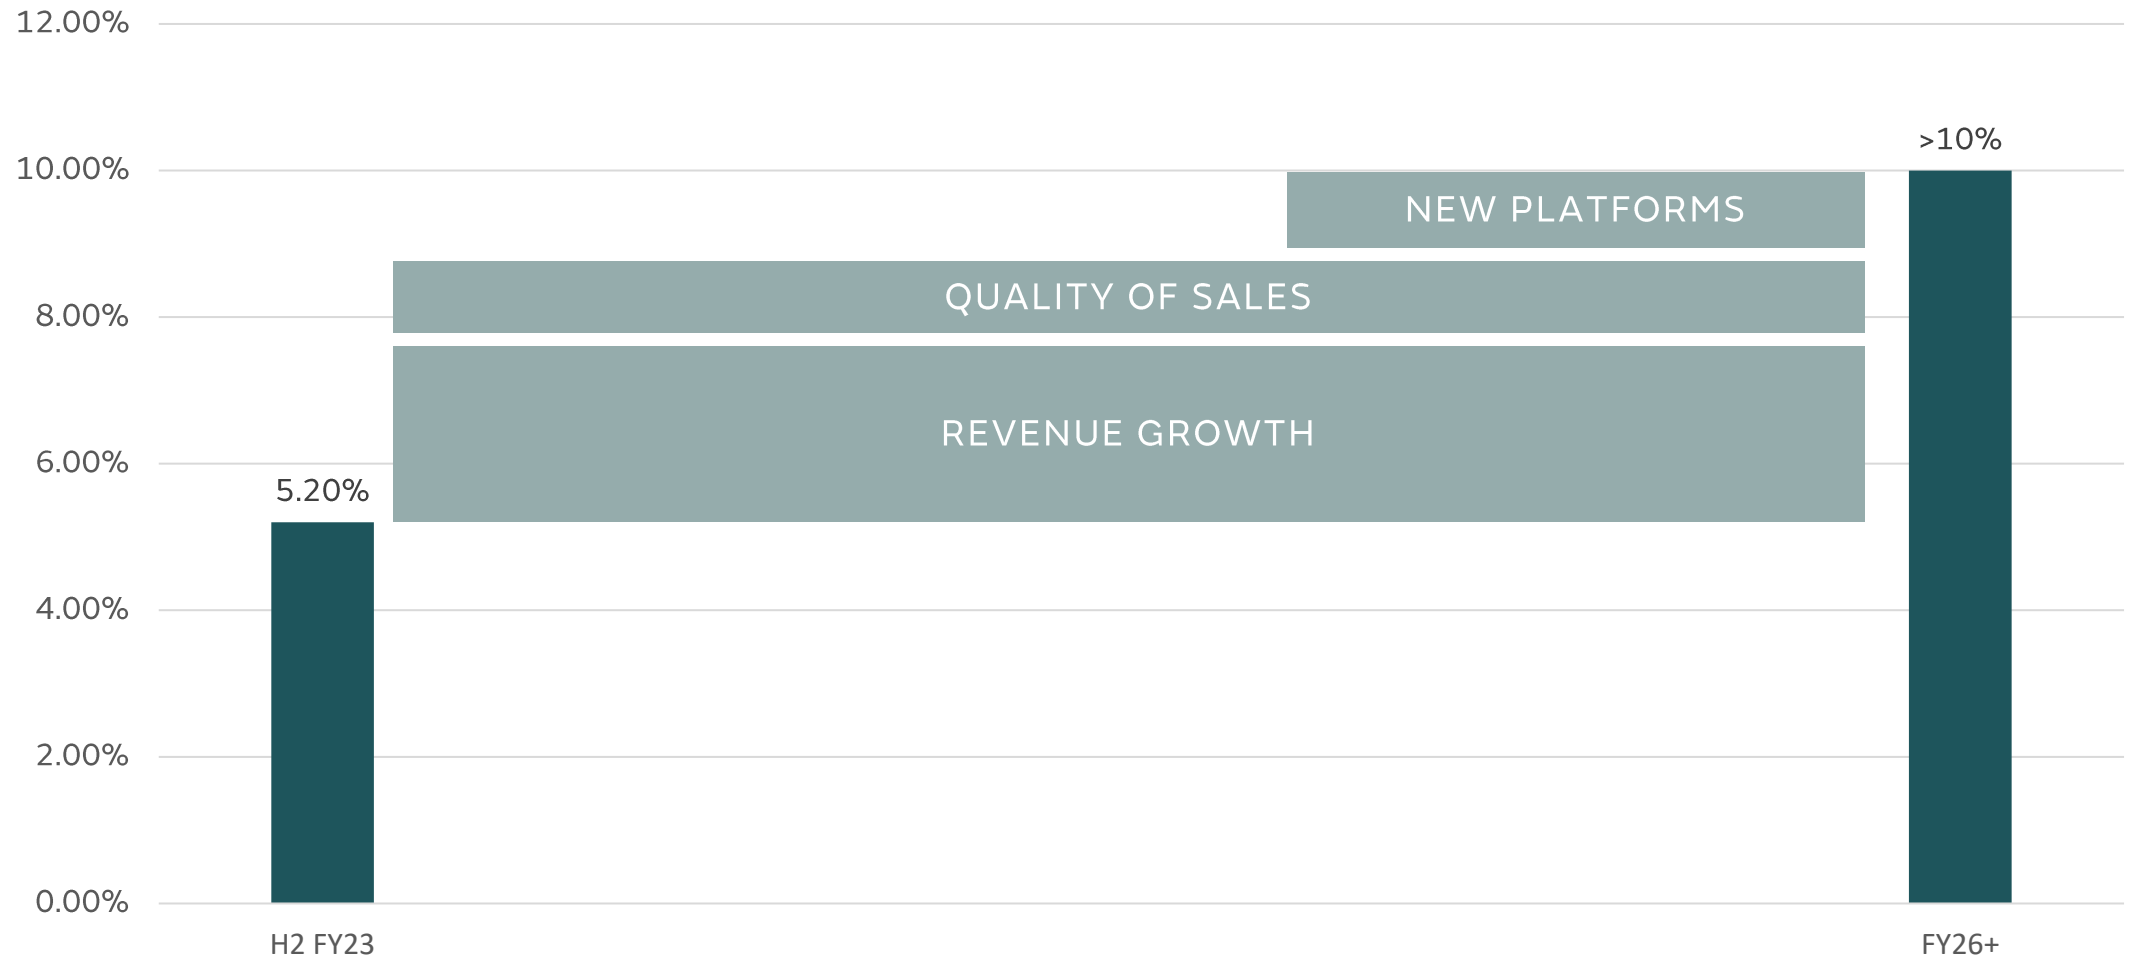 12.00%
>10%
10.00%
NEW PLATFORMS
QUALITY OF SALES
8.00%
REVENUE GROWTH
6.00%
5.20%
4.00%
2.00%
0.00%
H2 FY23
FY26+